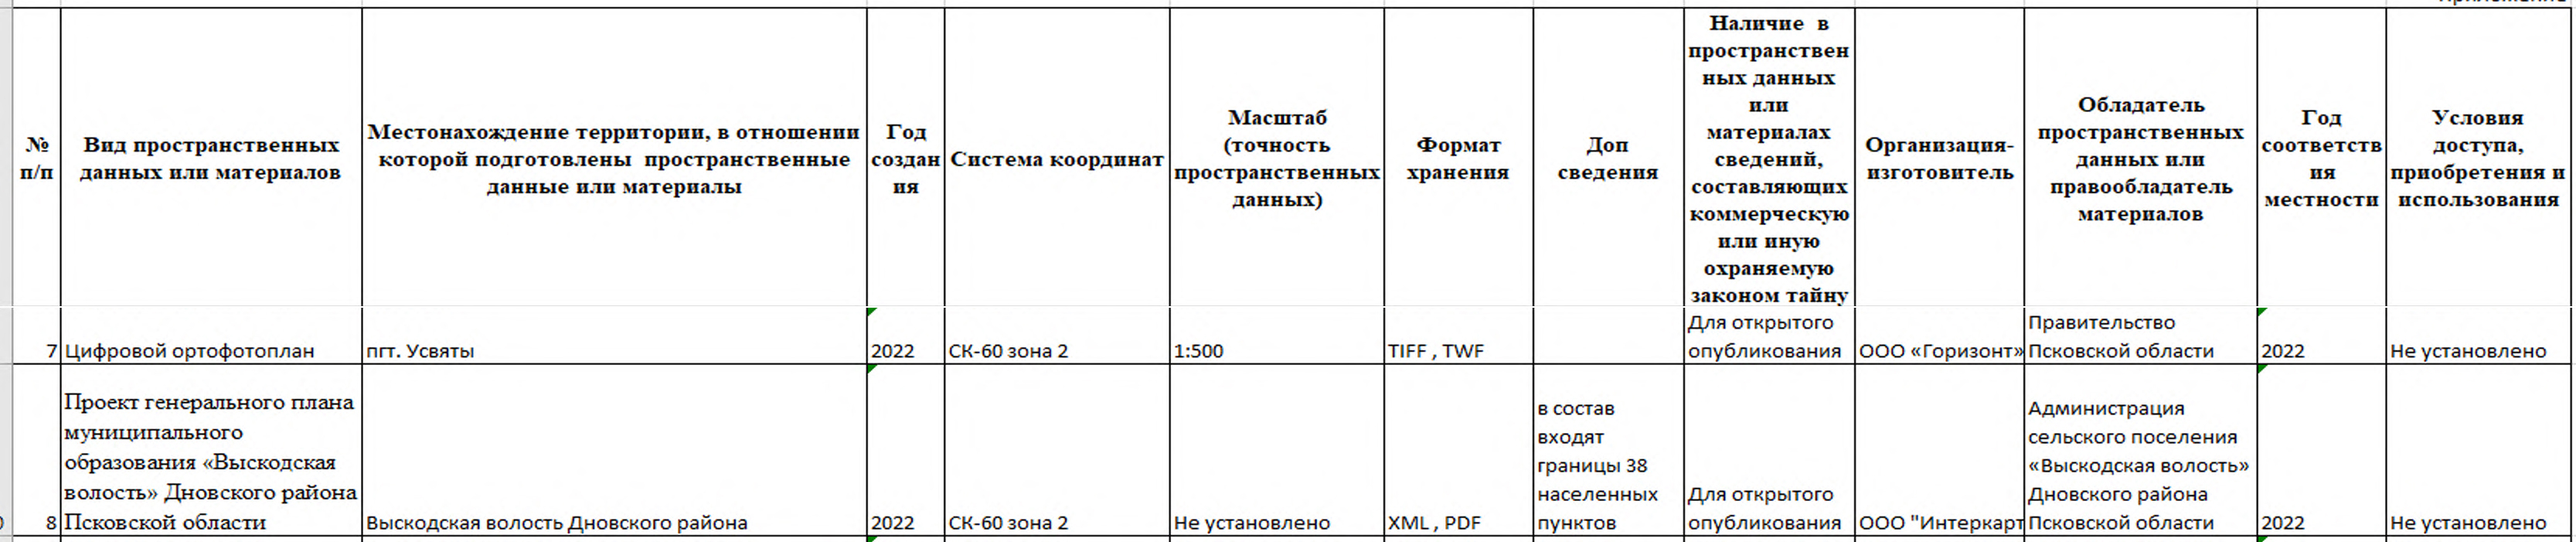 №
п/п
Вид пространственных
данных или материалов
Местонахождение территории, в отношении
которой подготовлены пространственные
данные или материалы
Год
создан
ия
Система координат
Масштаб
(точность
пространственных
данных)
Формат
хранения
Доп
сведения
Наличие в
пространствен
ных данных
или
материалах
сведений,
составляющих
коммерческую
или иную
охраняемую
законом тайну
Организация-
изготовитель
Обладатель
пространственных
данных или
правообладатель
материалов
Год
соответств
ия
местности
Условия
доступа,
приобретения и
использования
7
Цифровой ортофотоплан
пгт. Усвяты
2022
СК-60 зона 2
1:500
TIFF , TWF
Для открытого
опубликования
ООО «Горизонт»
Правительство
Псковской области
2022
Не установлено
8
Проект генерального плана
муниципального
образования «Выскодская
волость» Дновского района
Псковской области
Выскодская волость Дновского района
2022
СК-60 зона 2
Не установлено
XML , PDF
в состав
входят
границы 38
населенных
пунктов
Для открытого
опубликования
ООО "Интеркарт
Администрация
сельского поселения
«Выскодская волость»
Дновского района
Псковской области
2022
Не установлено